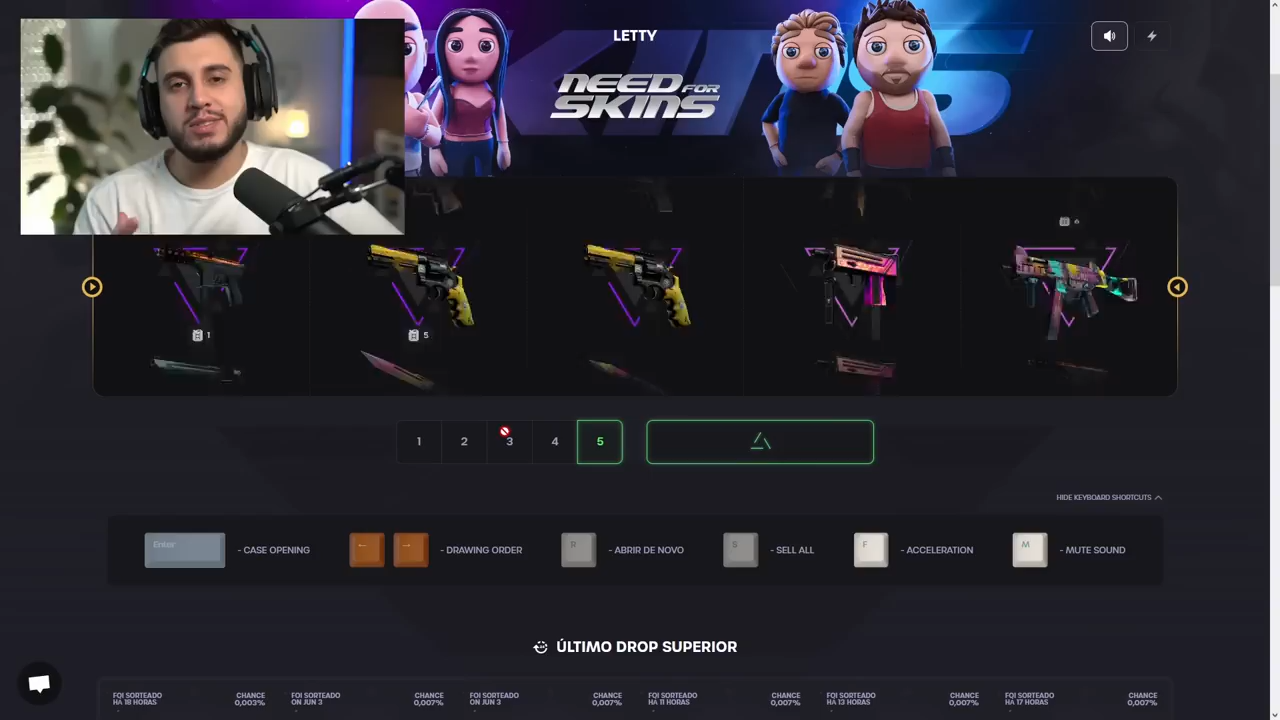 LETTY
NEED FOR
SKINS
1
5
1 2 3 4 5
HIDE KEYBOARD SHORTCUTS
Enter - CASE OPENING
← → - DRAWING ORDER
R - ABRIR DE NOVO
S - SELL ALL
F - ACCELERATION
M - MUTE SOUND
ÚLTIMO DROP SUPERIOR
FOI SORTEADO
HÁ 18 HORAS
CHANCE
0,003%
FOI SORTEADO
ON JUN 3
CHANCE
0,007%
FOI SORTEADO
ON JUN 3
CHANCE
0,007%
FOI SORTEADO
HÁ 11 HORAS
CHANCE
0,007%
FOI SORTEADO
HÁ 13 HORAS
CHANCE
0,007%
FOI SORTEADO
HÁ 17 HORAS
CHANCE
0,007%